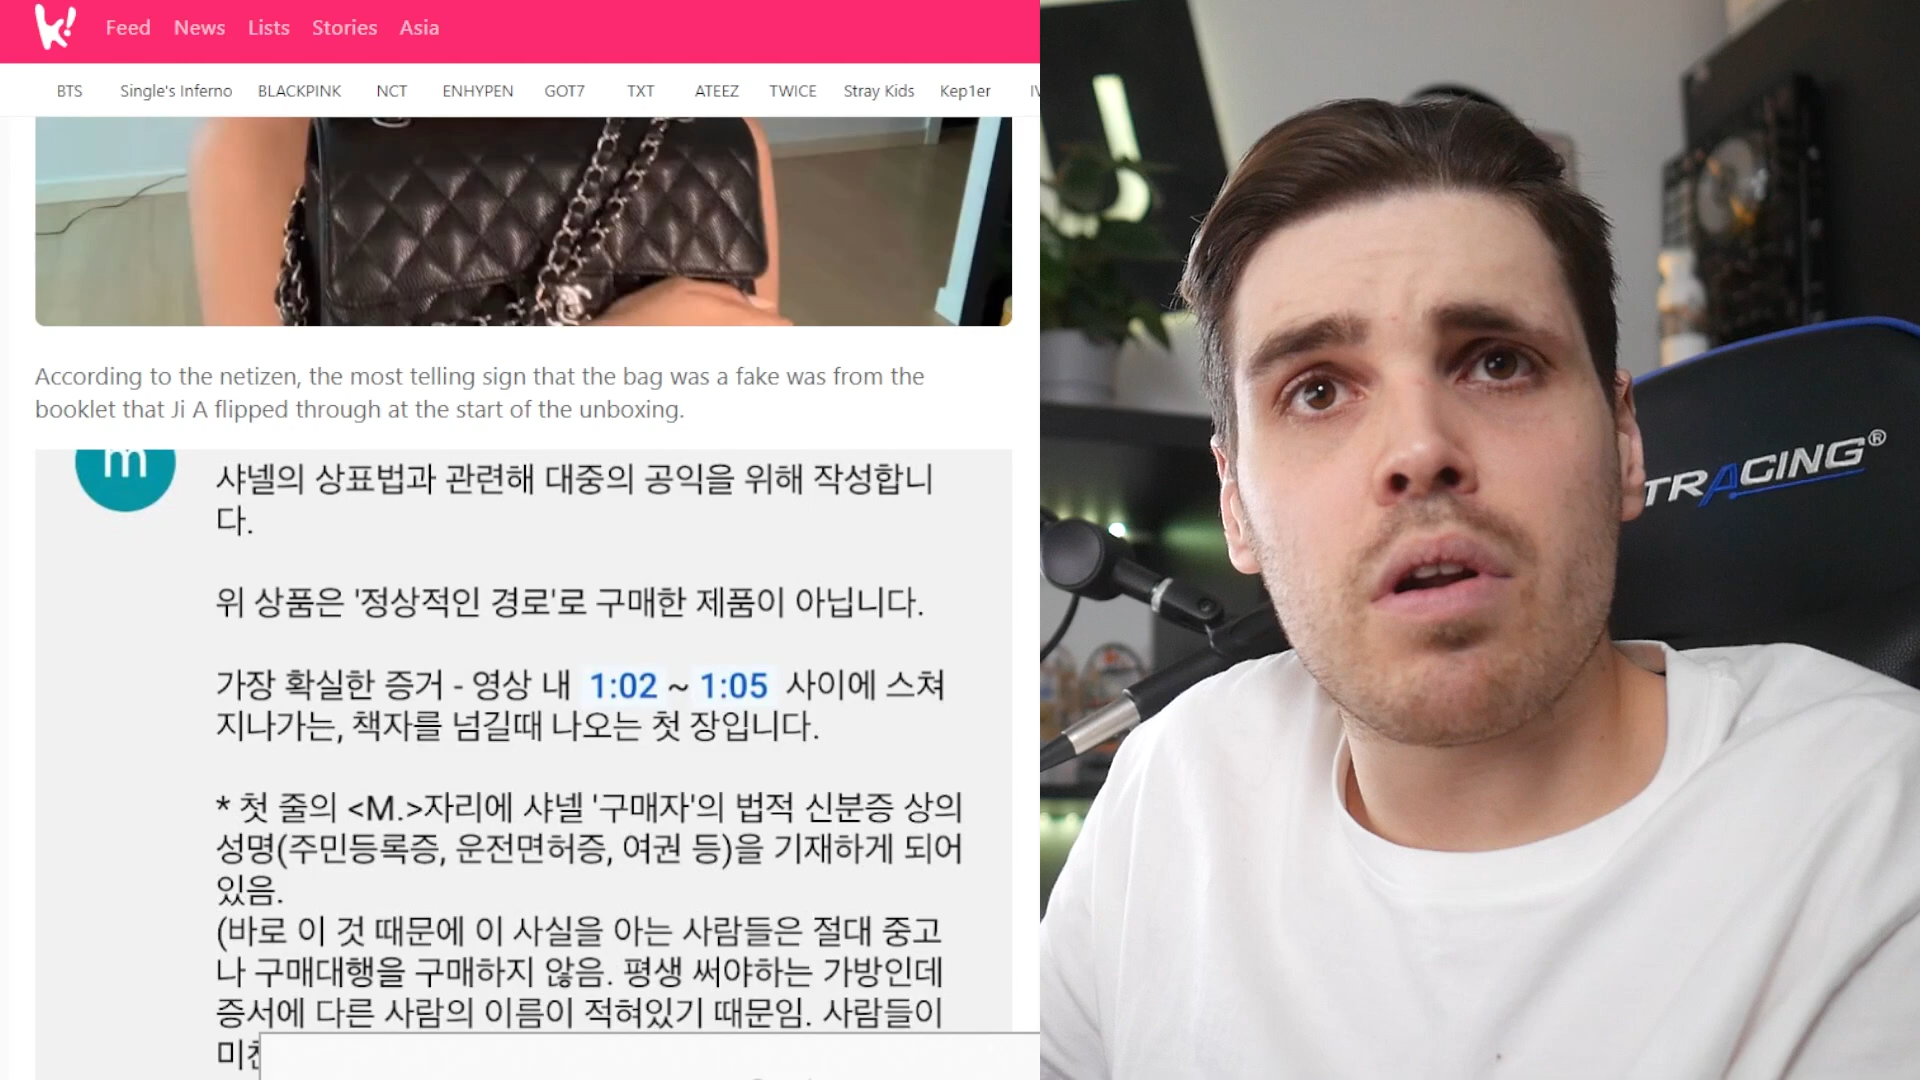 k!
Feed News Lists Stories Asia
BTS Single's Inferno BLACKPINK NCT ENHYPEN GOT7 TXT ATEEZ TWICE Stray Kids Kep1er
According to the netizen, the most telling sign that the bag was a fake was from the
booklet that Ji A flipped through at the start of the unboxing.
m
샤넬의 상표법과 관련해 대중의 공익을 위해 작성합니
다.
위 상품은 '정상적인 경로'로 구매한 제품이 아닙니다.
가장 확실한 증거 - 영상 내 1:02 ~ 1:05 사이에 스쳐
지나가는, 책자를 넘길때 나오는 첫 장입니다.
* 첫 줄의 <M.>자리에 샤넬 '구매자'의 법적 신분증 상의
성명(주민등록증, 운전면허증, 여권 등)을 기재하게 되어
있음.
(바로 이 것 때문에 이 사실을 아는 사람들은 절대 중고
나 구매대행을 구매하지 않음. 평생 써야하는 가방인데
증서에 다른 사람의 이름이 적혀있기 때문임. 사람들이
TRACING®